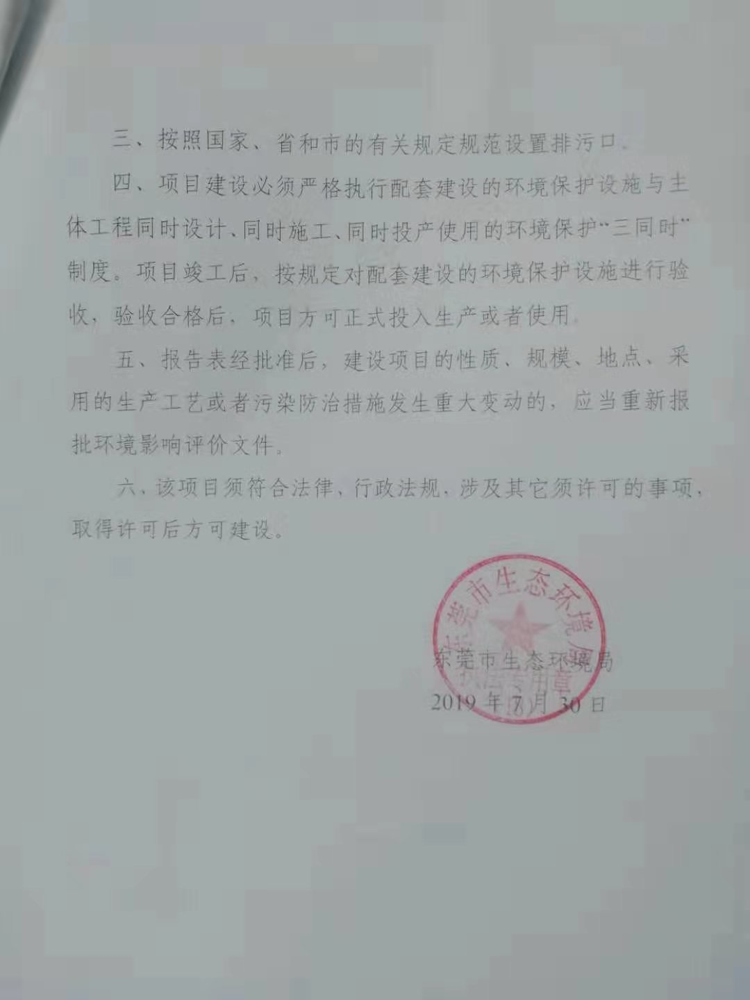 三、按照国家、省和市的有关规定规范设置排污口。
四、项目建设必须严格执行配套建设的环境保护设施与主
体工程同时设计、同时施工、同时投产使用的环境保护“三同时”
制度。项目竣工后，按规定对配套建设的环境保护设施进行验
收，验收合格后，项目方可正式投入生产或者使用。
五、报告表经批准后，建设项目的性质、规模、地点、采
用的生产工艺或者污染防治措施发生重大变动的，应当重新报
批环境影响评价文件。
六、该项目须符合法律、行政法规，涉及其它须许可的事项，
取得许可后方可建设。
东莞市生态环境局
东莞市生态环境局
专用章
2019 年 7 月 30 日